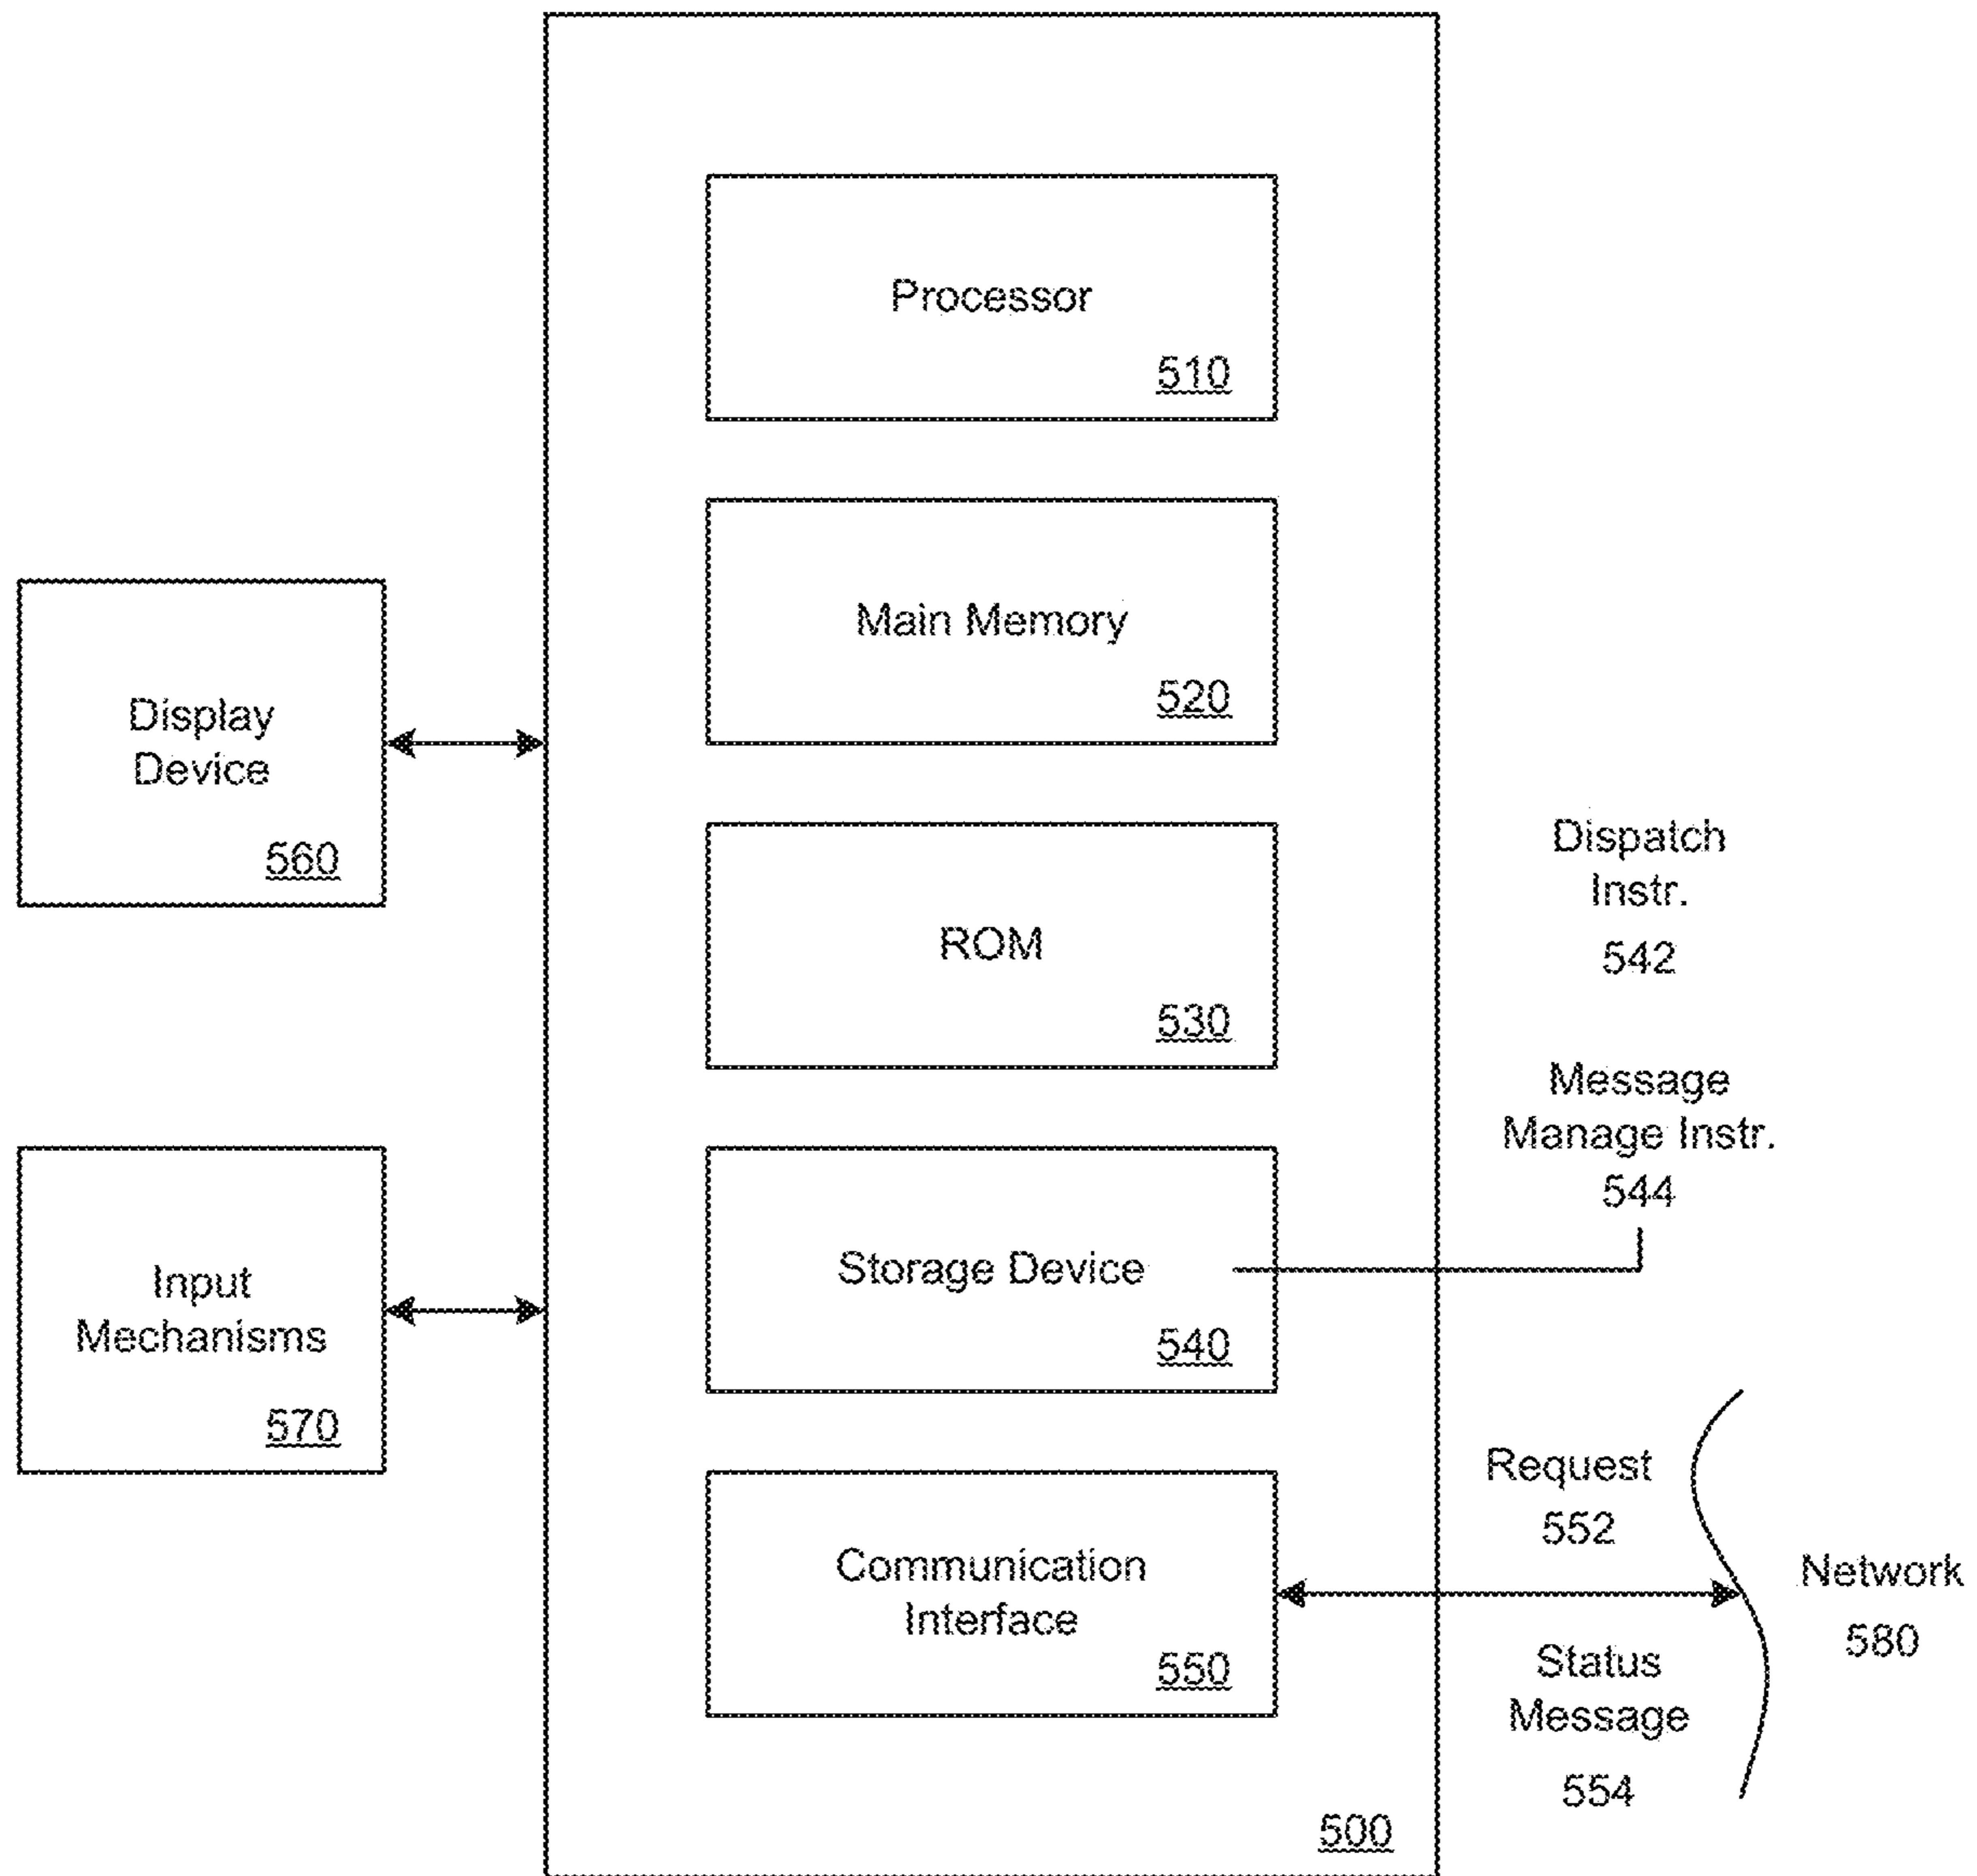 Processor
510
Main Memory
520
Display
Device
560
ROM
530
Dispatch
Instr.
542
Message
Manage Instr.
544
Input
Mechanisms
570
Storage Device
540
Communication
Interface
550
Request
552
Status
Message
554
Network
580
500